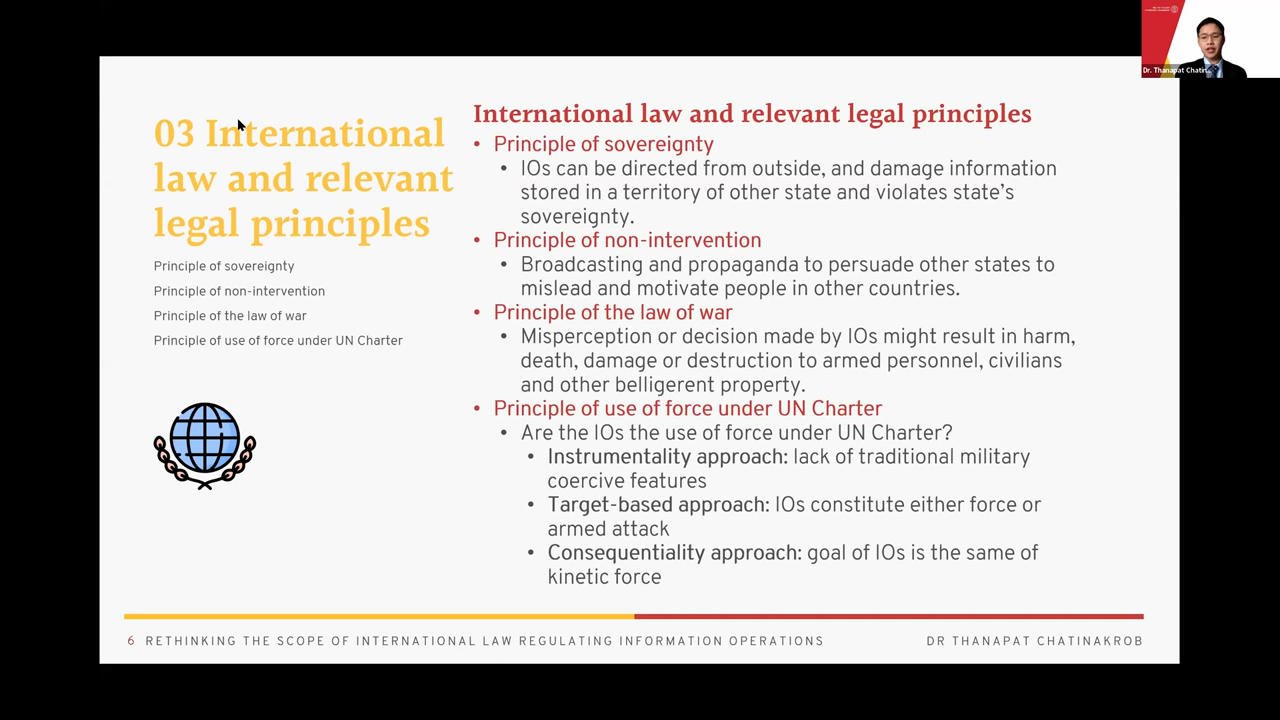 03 International
law and relevant
legal principles
Principle of sovereignty
Principle of non-intervention
Principle of the law of war
Principle of use of force under UN Charter
International law and relevant legal principles
• Principle of sovereignty
• IOs can be directed from outside, and damage information
stored in a territory of other state and violates state’s
sovereignty.
• Principle of non-intervention
• Broadcasting and propaganda to persuade other states to
mislead and motivate people in other countries.
• Principle of the law of war
• Misperception or decision made by IOs might result in harm,
death, damage or destruction to armed personnel, civilians
and other belligerent property.
• Principle of use of force under UN Charter
• Are the IOs the use of force under UN Charter?
• Instrumentality approach: lack of traditional military
coercive features
• Target-based approach: IOs constitute either force or
armed attack
• Consequentiality approach: goal of IOs is the same of
kinetic force
6 RETHINKING THE SCOPE OF INTERNATIONAL LAW REGULATING INFORMATION OPERATIONS
DR THANAPAT CHATINAKROB
Dr. Thanapat Chatin...